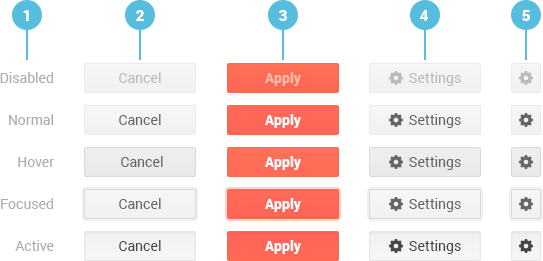 1 2 3 4 5
Disabled Cancel Apply Settings
Normal Cancel Apply Settings
Hover Cancel Apply Settings
Focused Cancel Apply Settings
Active Cancel Apply Settings